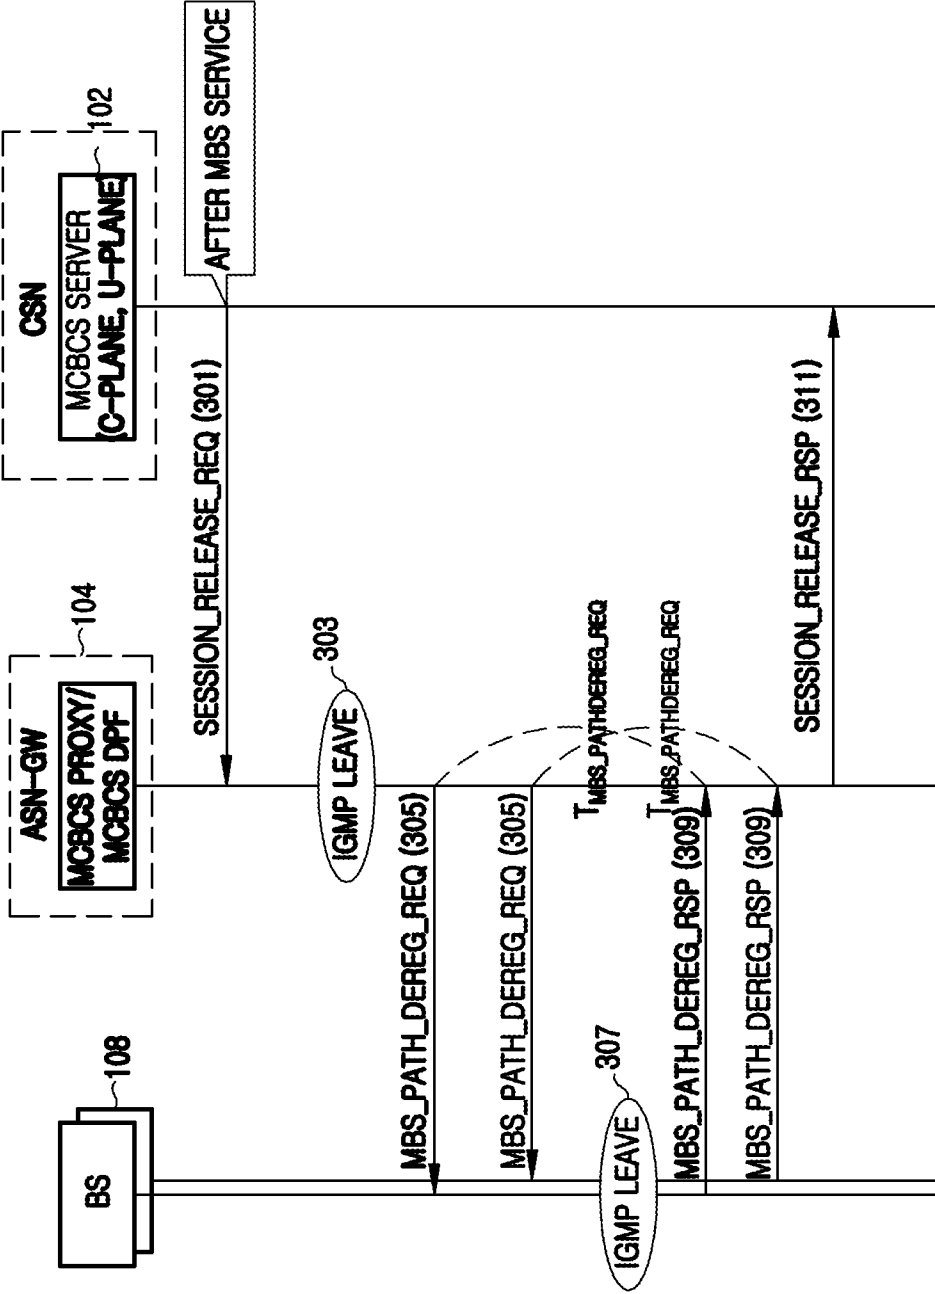 BS
108
ASN-GW
MCBCS PROXY/
MCBCS DPF
104
CSN
MCBCS SERVER
(C-PLANE, U-PLANE)
102
AFTER MBS SERVICE
SESSION_RELEASE_REQ (301)
IGMP LEAVE
303
MBS_PATH_DEREG_REQ (305)
MBS_PATH_DEREG_REQ (305)
TMBS_PATHDEREG_REQ
IGMP LEAVE
307
TMBS_PATHDEREG_REQ
MBS_PATH_DEREG_RSP (309)
MBS_PATH_DEREG_RSP (309)
SESSION_RELEASE_RSP (311)